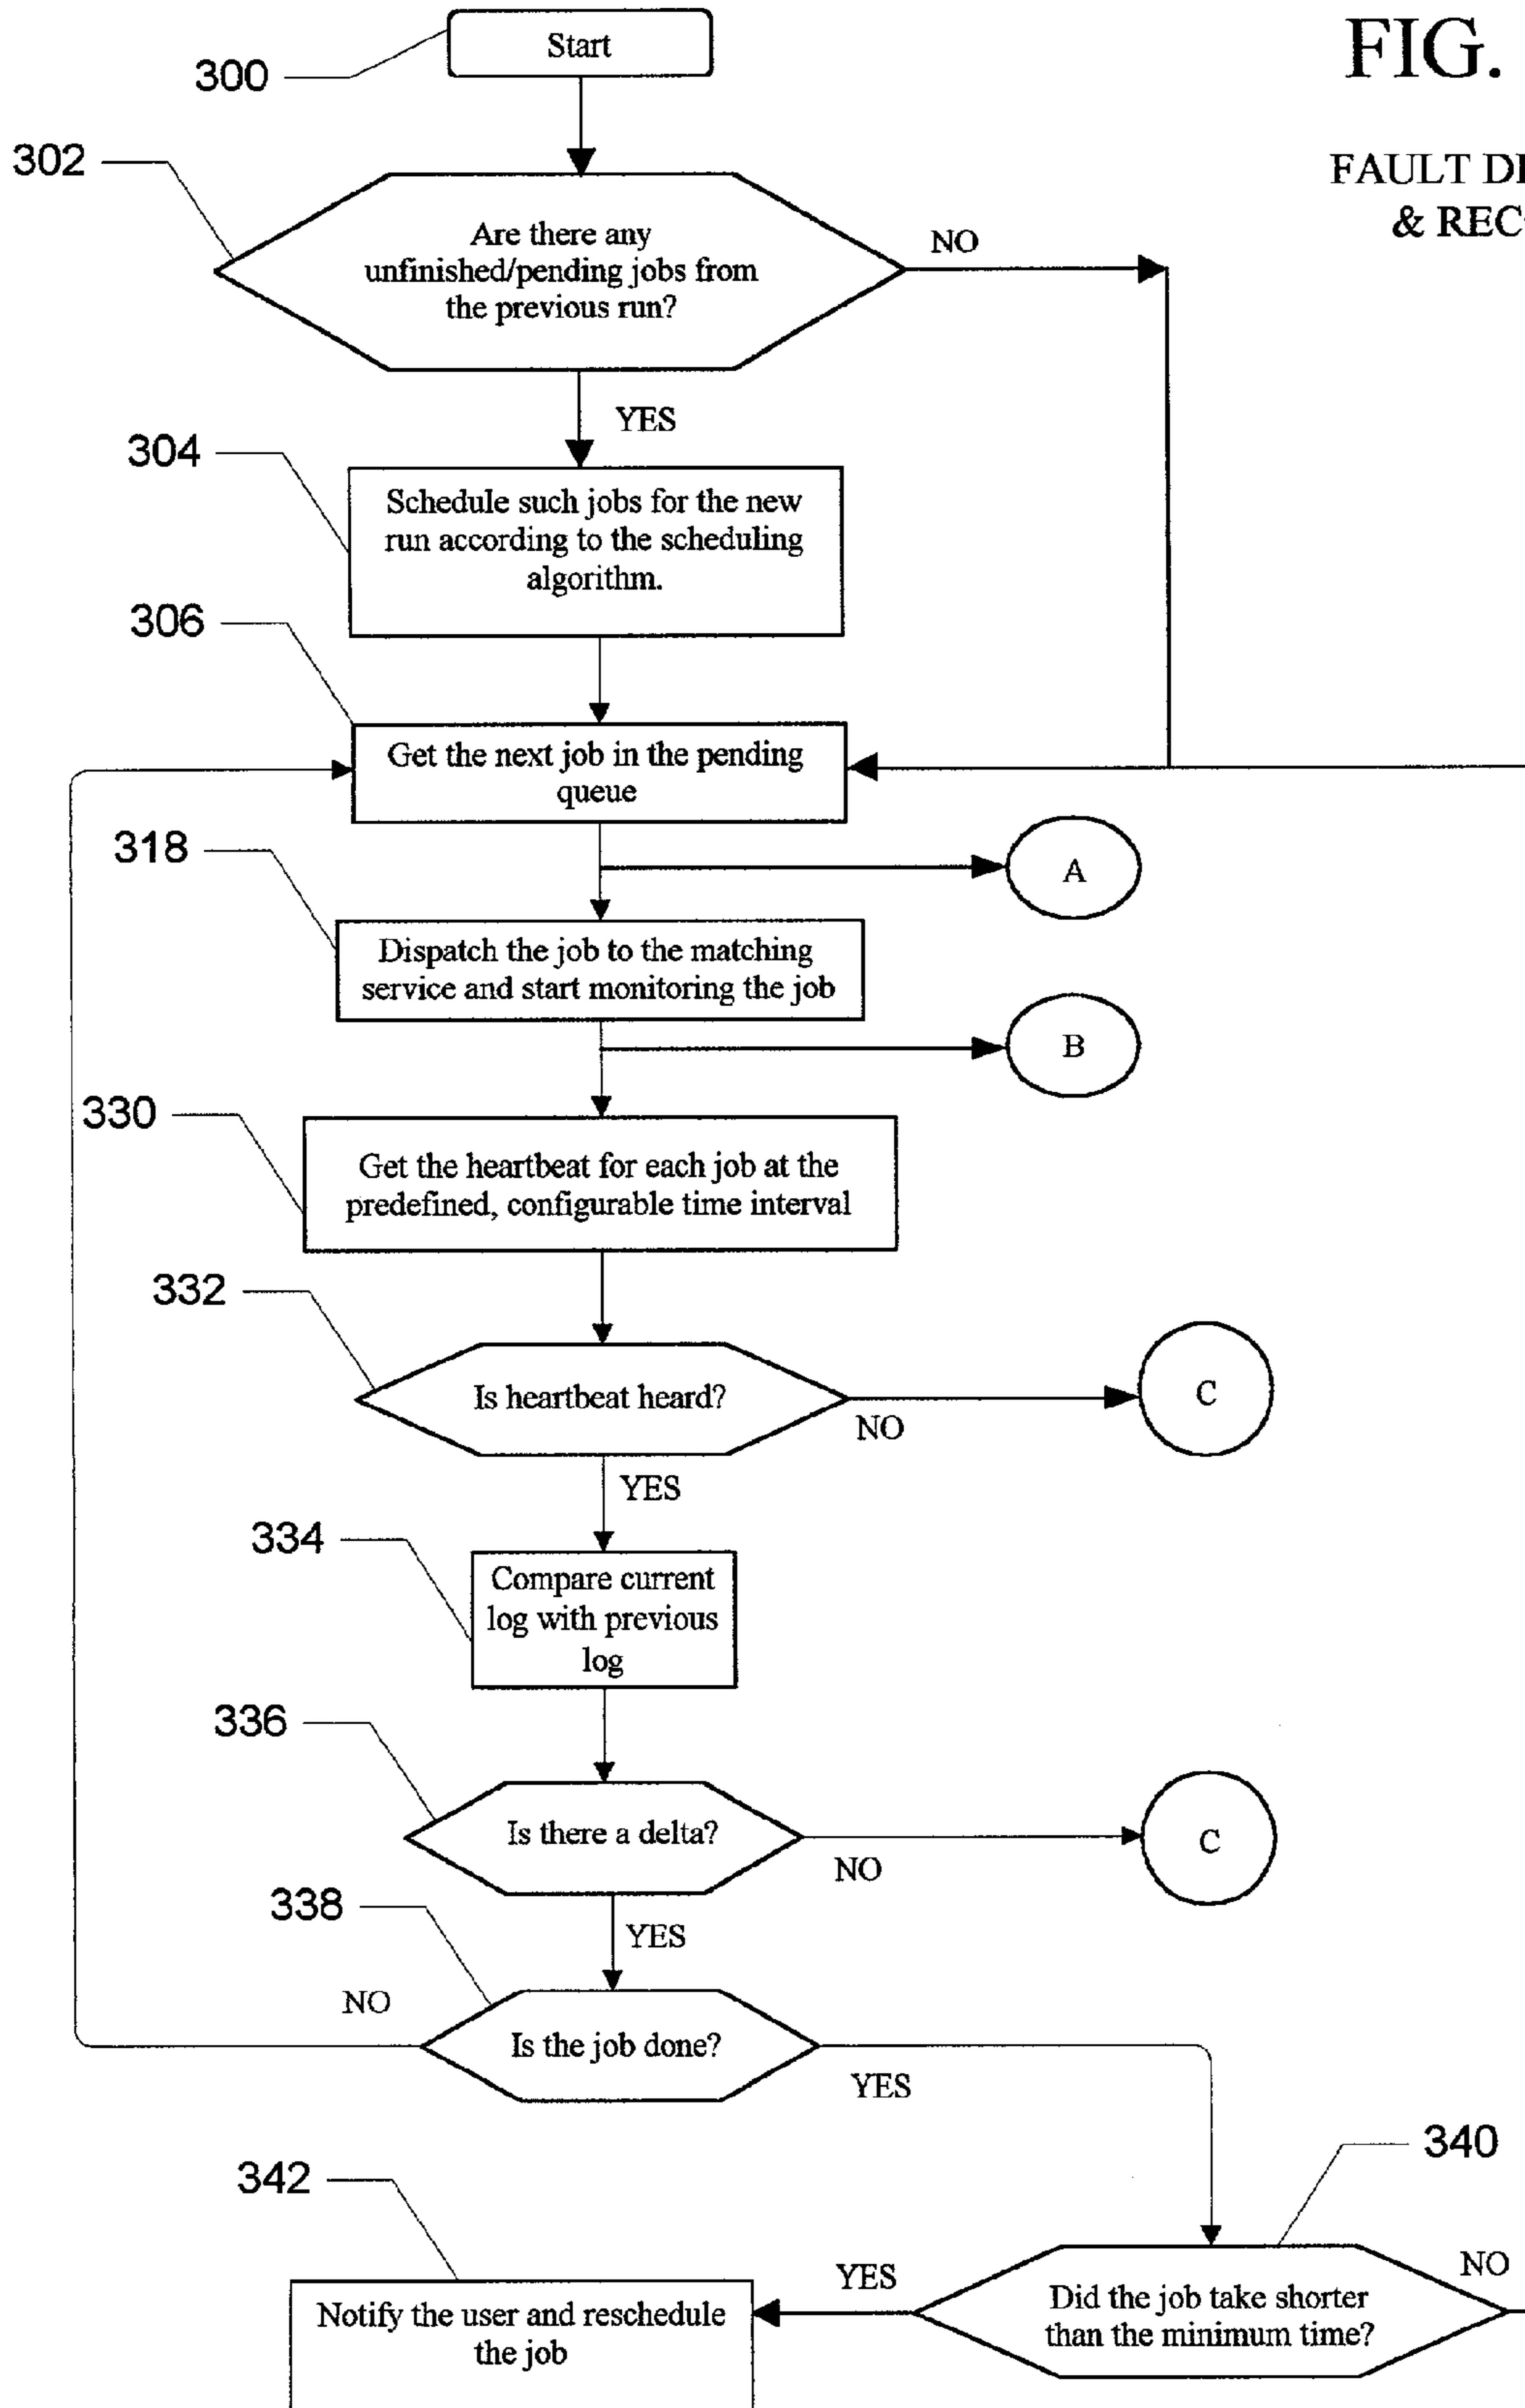 300
Start
FIG.
302
FAULT DE
& REC
Are there any
unfinished/pending jobs from
the previous run?
NO
YES
304
Schedule such jobs for the new
run according to the scheduling
algorithm.
306
Get the next job in the pending
queue
318
A
Dispatch the job to the matching
service and start monitoring the job
B
330
Get the heartbeat for each job at the
predefined, configurable time interval
332
Is heartbeat heard?
NO
C
YES
334
Compare current
log with previous
log
336
Is there a delta?
NO
C
338
YES
NO
Is the job done?
YES
340
342
YES
NO
Notify the user and reschedule
the job
Did the job take shorter
than the minimum time?